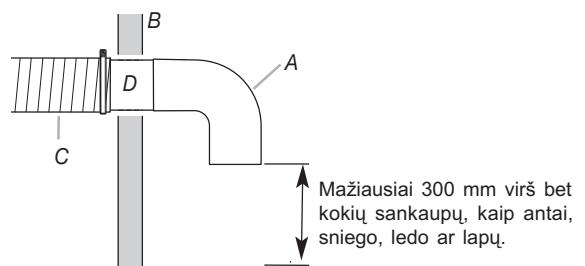 B
A
D
C
Mažiausiai 300 mm virš bet
kokių sankaupų, kaip antai,
sniego, ledo ar lapų.